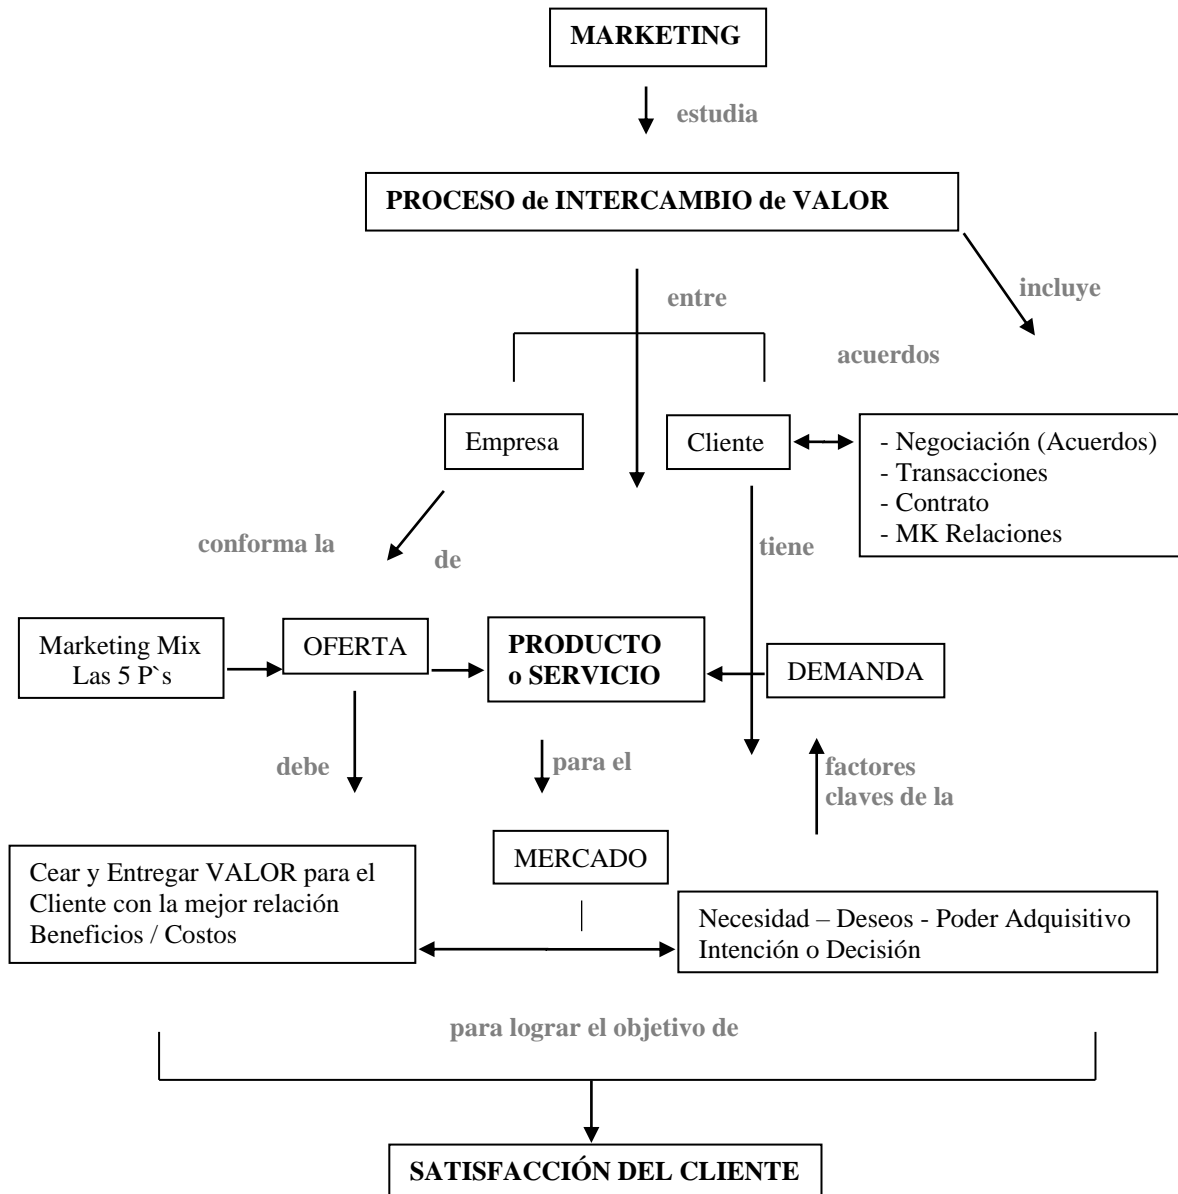 MARKETING
estudia
PROCESO de INTERCAMBIO de VALOR
incluye
entre
acuerdos
Empresa
Cliente
- Negociación (Acuerdos)
- Transacciones
- Contrato
- MK Relaciones
conforma la
de
tiene
Marketing Mix
Las 5 P`s
OFERTA
PRODUCTO
o SERVICIO
DEMANDA
debe
para el
factores
claves de la
MERCADO
Cear y Entregar VALOR para el
Cliente con la mejor relación
Beneficios / Costos
Necesidad – Deseos - Poder Adquisitivo
Intención o Decisión
para lograr el objetivo de
SATISFACCIÓN DEL CLIENTE